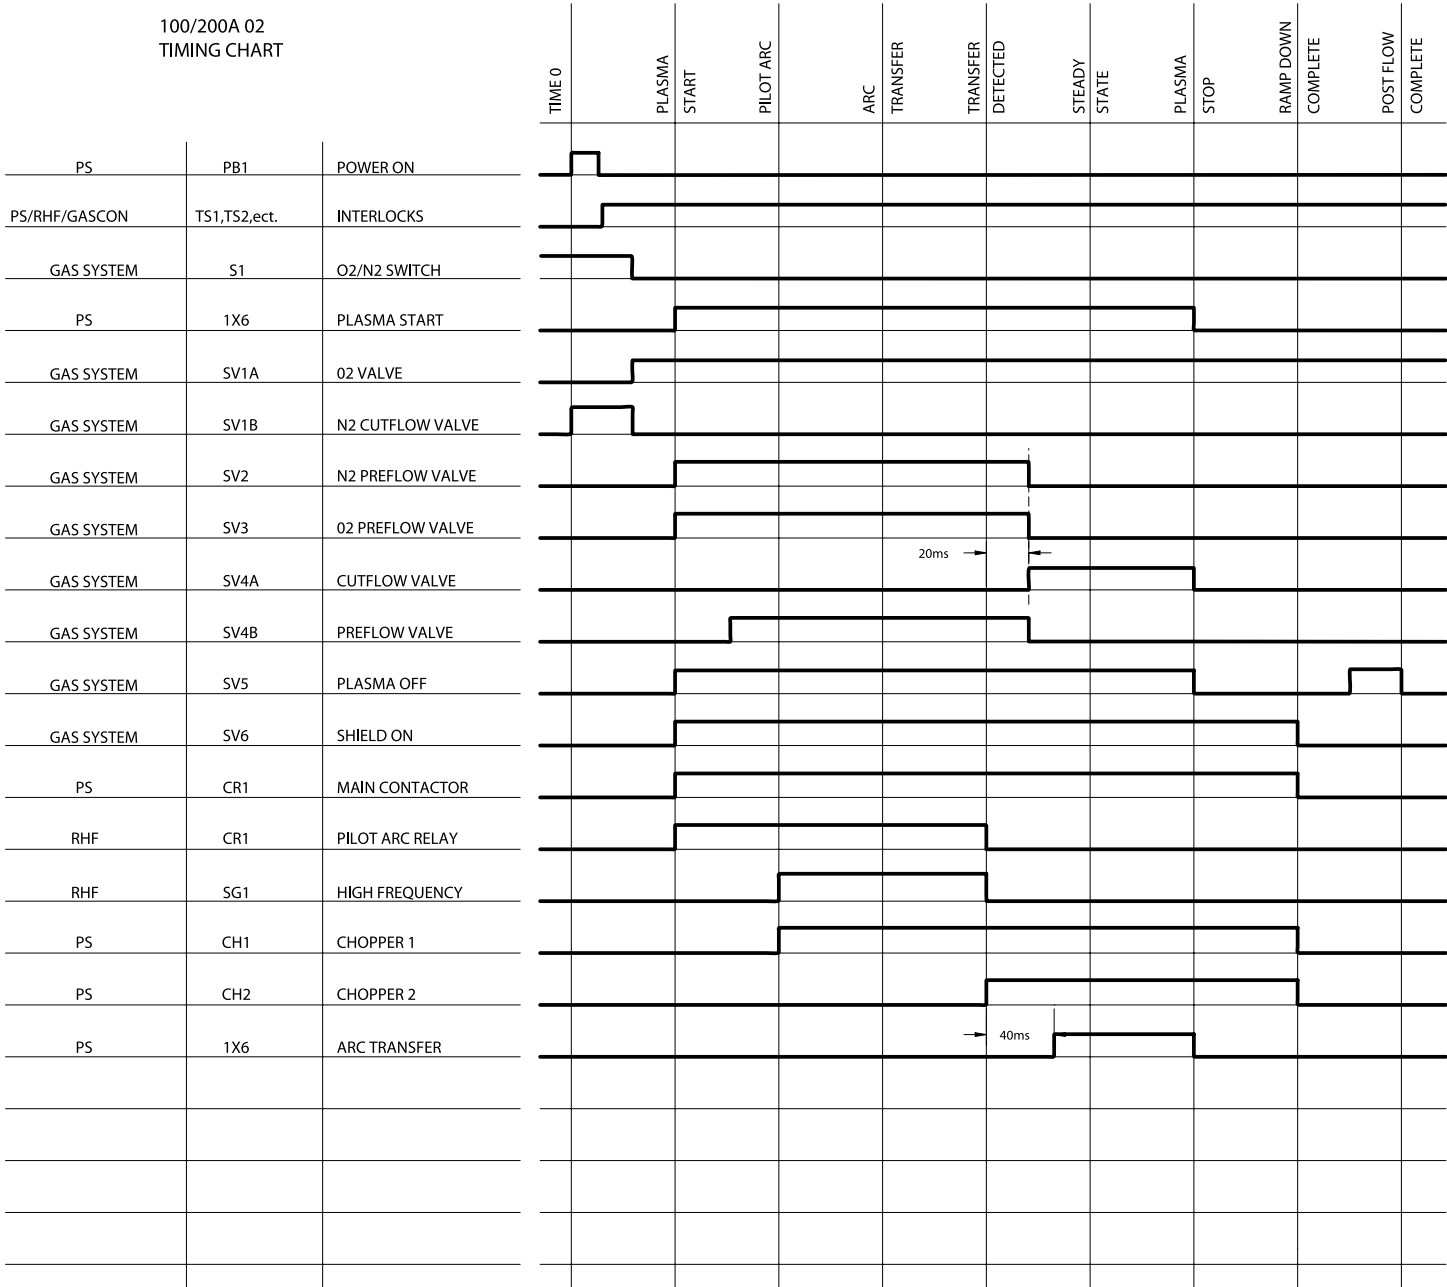 100/200A 02
TIMING CHART
TIME 0
PLASMA
START
PILOT ARC
ARC
TRANSFER
TRANSFER
DETECTED
STEADY
STATE
PLASMA
STOP
RAMP DOWN
COMPLETE
POST FLOW
COMPLETE
PS PB1 POWER ON
PS/RHF/GASCON TS1,TS2,ect. INTERLOCKS
GAS SYSTEM S1 O2/N2 SWITCH
PS 1X6 PLASMA START
GAS SYSTEM SV1A 02 VALVE
GAS SYSTEM SV1B N2 CUTFLOW VALVE
GAS SYSTEM SV2 N2 PREFLOW VALVE
GAS SYSTEM SV3 02 PREFLOW VALVE
20ms
GAS SYSTEM SV4A CUTFLOW VALVE
GAS SYSTEM SV4B PREFLOW VALVE
GAS SYSTEM SV5 PLASMA OFF
GAS SYSTEM SV6 SHIELD ON
PS CR1 MAIN CONTACTOR
RHF CR1 PILOT ARC RELAY
RHF SG1 HIGH FREQUENCY
PS CH1 CHOPPER 1
PS CH2 CHOPPER 2
40ms
PS 1X6 ARC TRANSFER